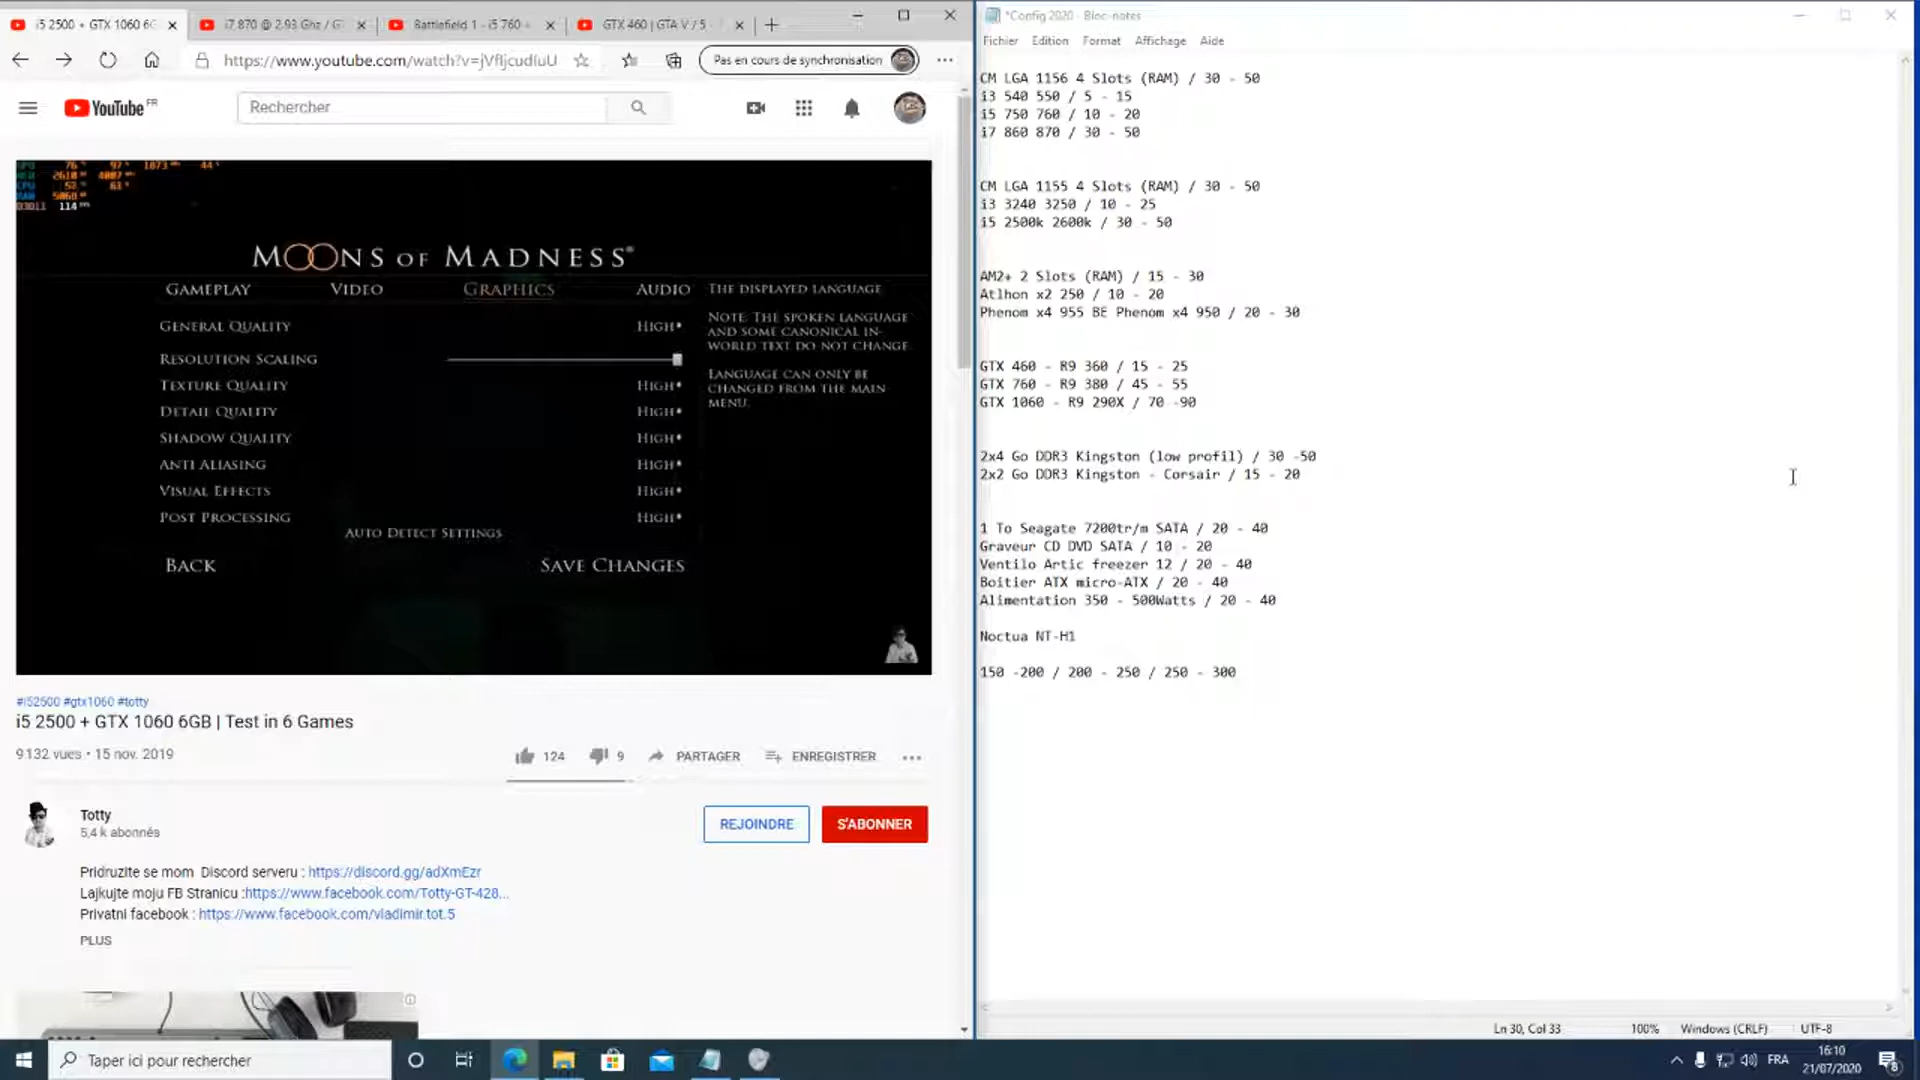 i5 2500 + GTX 1060 6G
i7 870 @ 2.93 Ghz / G
Battlefield 1 - i5 760 +
GTX 460 | GTA V / 5
https://www.youtube.com/watch?v=jVfIjcudIuU
Pas en cours de synchronisation
YouTube FR
Rechercher
76 97 1873 44
2610 4007
CPU 53 63
RAM 5060
D3D11 114
MOONS OF MADNESS
GAMEPLAY VIDEO GRAPHICS AUDIO
GENERAL QUALITY HIGH
RESOLUTION SCALING
TEXTURE QUALITY HIGH
DETAIL QUALITY HIGH
SHADOW QUALITY HIGH
ANTI ALIASING HIGH
VISUAL EFFECTS HIGH
POST PROCESSING HIGH
AUTO DETECT SETTINGS
BACK SAVE CHANGES
THE DISPLAYED LANGUAGE
NOTE: THE SPOKEN LANGUAGE
AND SOME CANONICAL IN-
WORLD TEXT DO NOT CHANGE.
LANGUAGE CAN ONLY BE
CHANGED FROM THE MAIN
MENU.
#i52500 #gtx1060 #totty
i5 2500 + GTX 1060 6GB | Test in 6 Games
9 132 vues • 15 nov. 2019
124 9 PARTAGER ENREGISTRER
Totty
5,4 k abonnés
REJOINDRE S'ABONNER
Pridruzite se mom Discord serveru : https://discord.gg/adXmEzr
Lajkujte moju FB Stranicu :https://www.facebook.com/Totty-GT-428...
Privatni facebook : https://www.facebook.com/vladimir.tot.5
PLUS
*Config 2020 - Bloc-notes
Fichier Edition Format Affichage Aide
CM LGA 1156 4 Slots (RAM) / 30 - 50
i3 540 550 / 5 - 15
i5 750 760 / 10 - 20
i7 860 870 / 30 - 50
CM LGA 1155 4 Slots (RAM) / 30 - 50
i3 3240 3250 / 10 - 25
i5 2500k 2600k / 30 - 50
AM2+ 2 Slots (RAM) / 15 - 30
Atlhon x2 250 / 10 - 20
Phenom x4 955 BE Phenom x4 950 / 20 - 30
GTX 460 - R9 360 / 15 - 25
GTX 760 - R9 380 / 45 - 55
GTX 1060 - R9 290X / 70 -90
2x4 Go DDR3 Kingston (low profil) / 30 -50
2x2 Go DDR3 Kingston - Corsair / 15 - 20
1 To Seagate 7200tr/m SATA / 20 - 40
Graveur CD DVD SATA / 10 - 20
Ventilo Artic freezer 12 / 20 - 40
Boitier ATX micro-ATX / 20 - 40
Alimentation 350 - 500Watts / 20 - 40
Noctua NT-H1
150 -200 / 200 - 250 / 250 - 300
Ln 30, Col 33 100% Windows (CRLF) UTF-8
Taper ici pour rechercher
FRA
16:10
21/07/2020
8